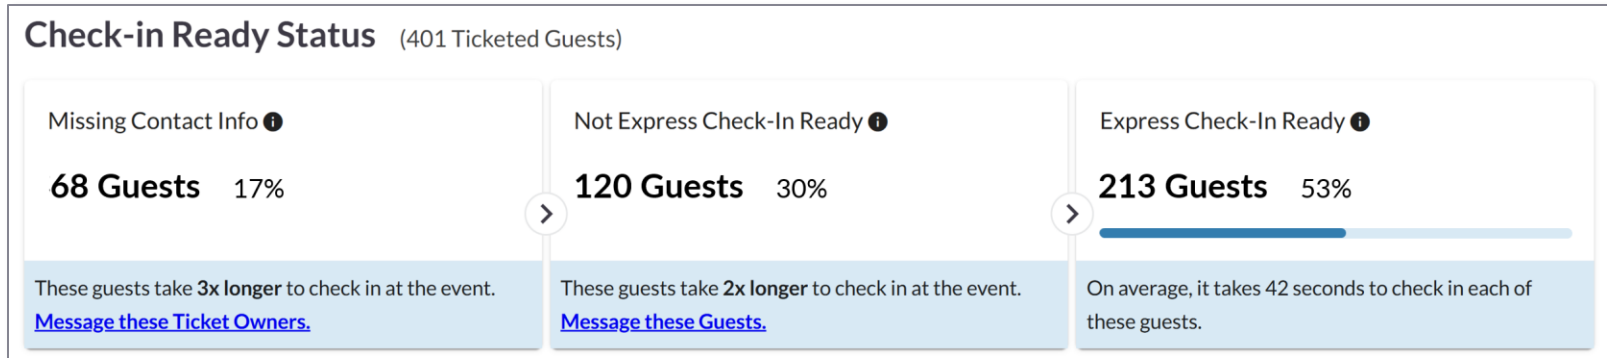 Check-in Ready Status (401 Ticketed Guests)
Missing Contact Info
68 Guests 17%
These guests take 3x longer to check in at the event.
Message these Ticket Owners.
Not Express Check-In Ready
120 Guests 30%
These guests take 2x longer to check in at the event.
Message these Guests.
Express Check-In Ready
213 Guests 53%
On average, it takes 42 seconds to check in each of
these guests.